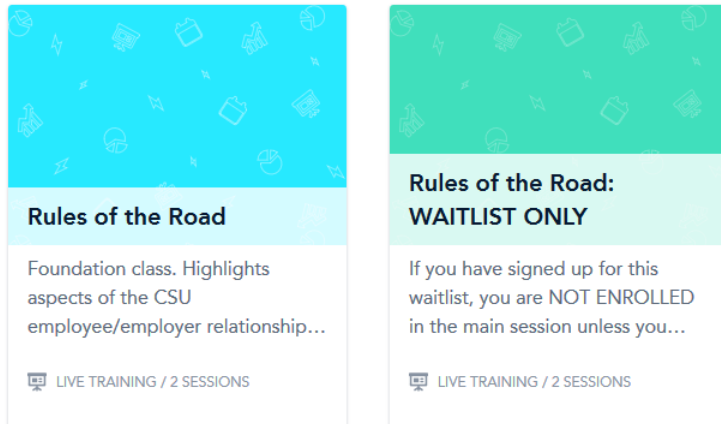 Rules of the Road
Foundation class. Highlights
aspects of the CSU
employee/employer relationship…
LIVE TRAINING / 2 SESSIONS
Rules of the Road:
WAITLIST ONLY
If you have signed up for this
waitlist, you are NOT ENROLLED
in the main session unless you…
LIVE TRAINING / 2 SESSIONS